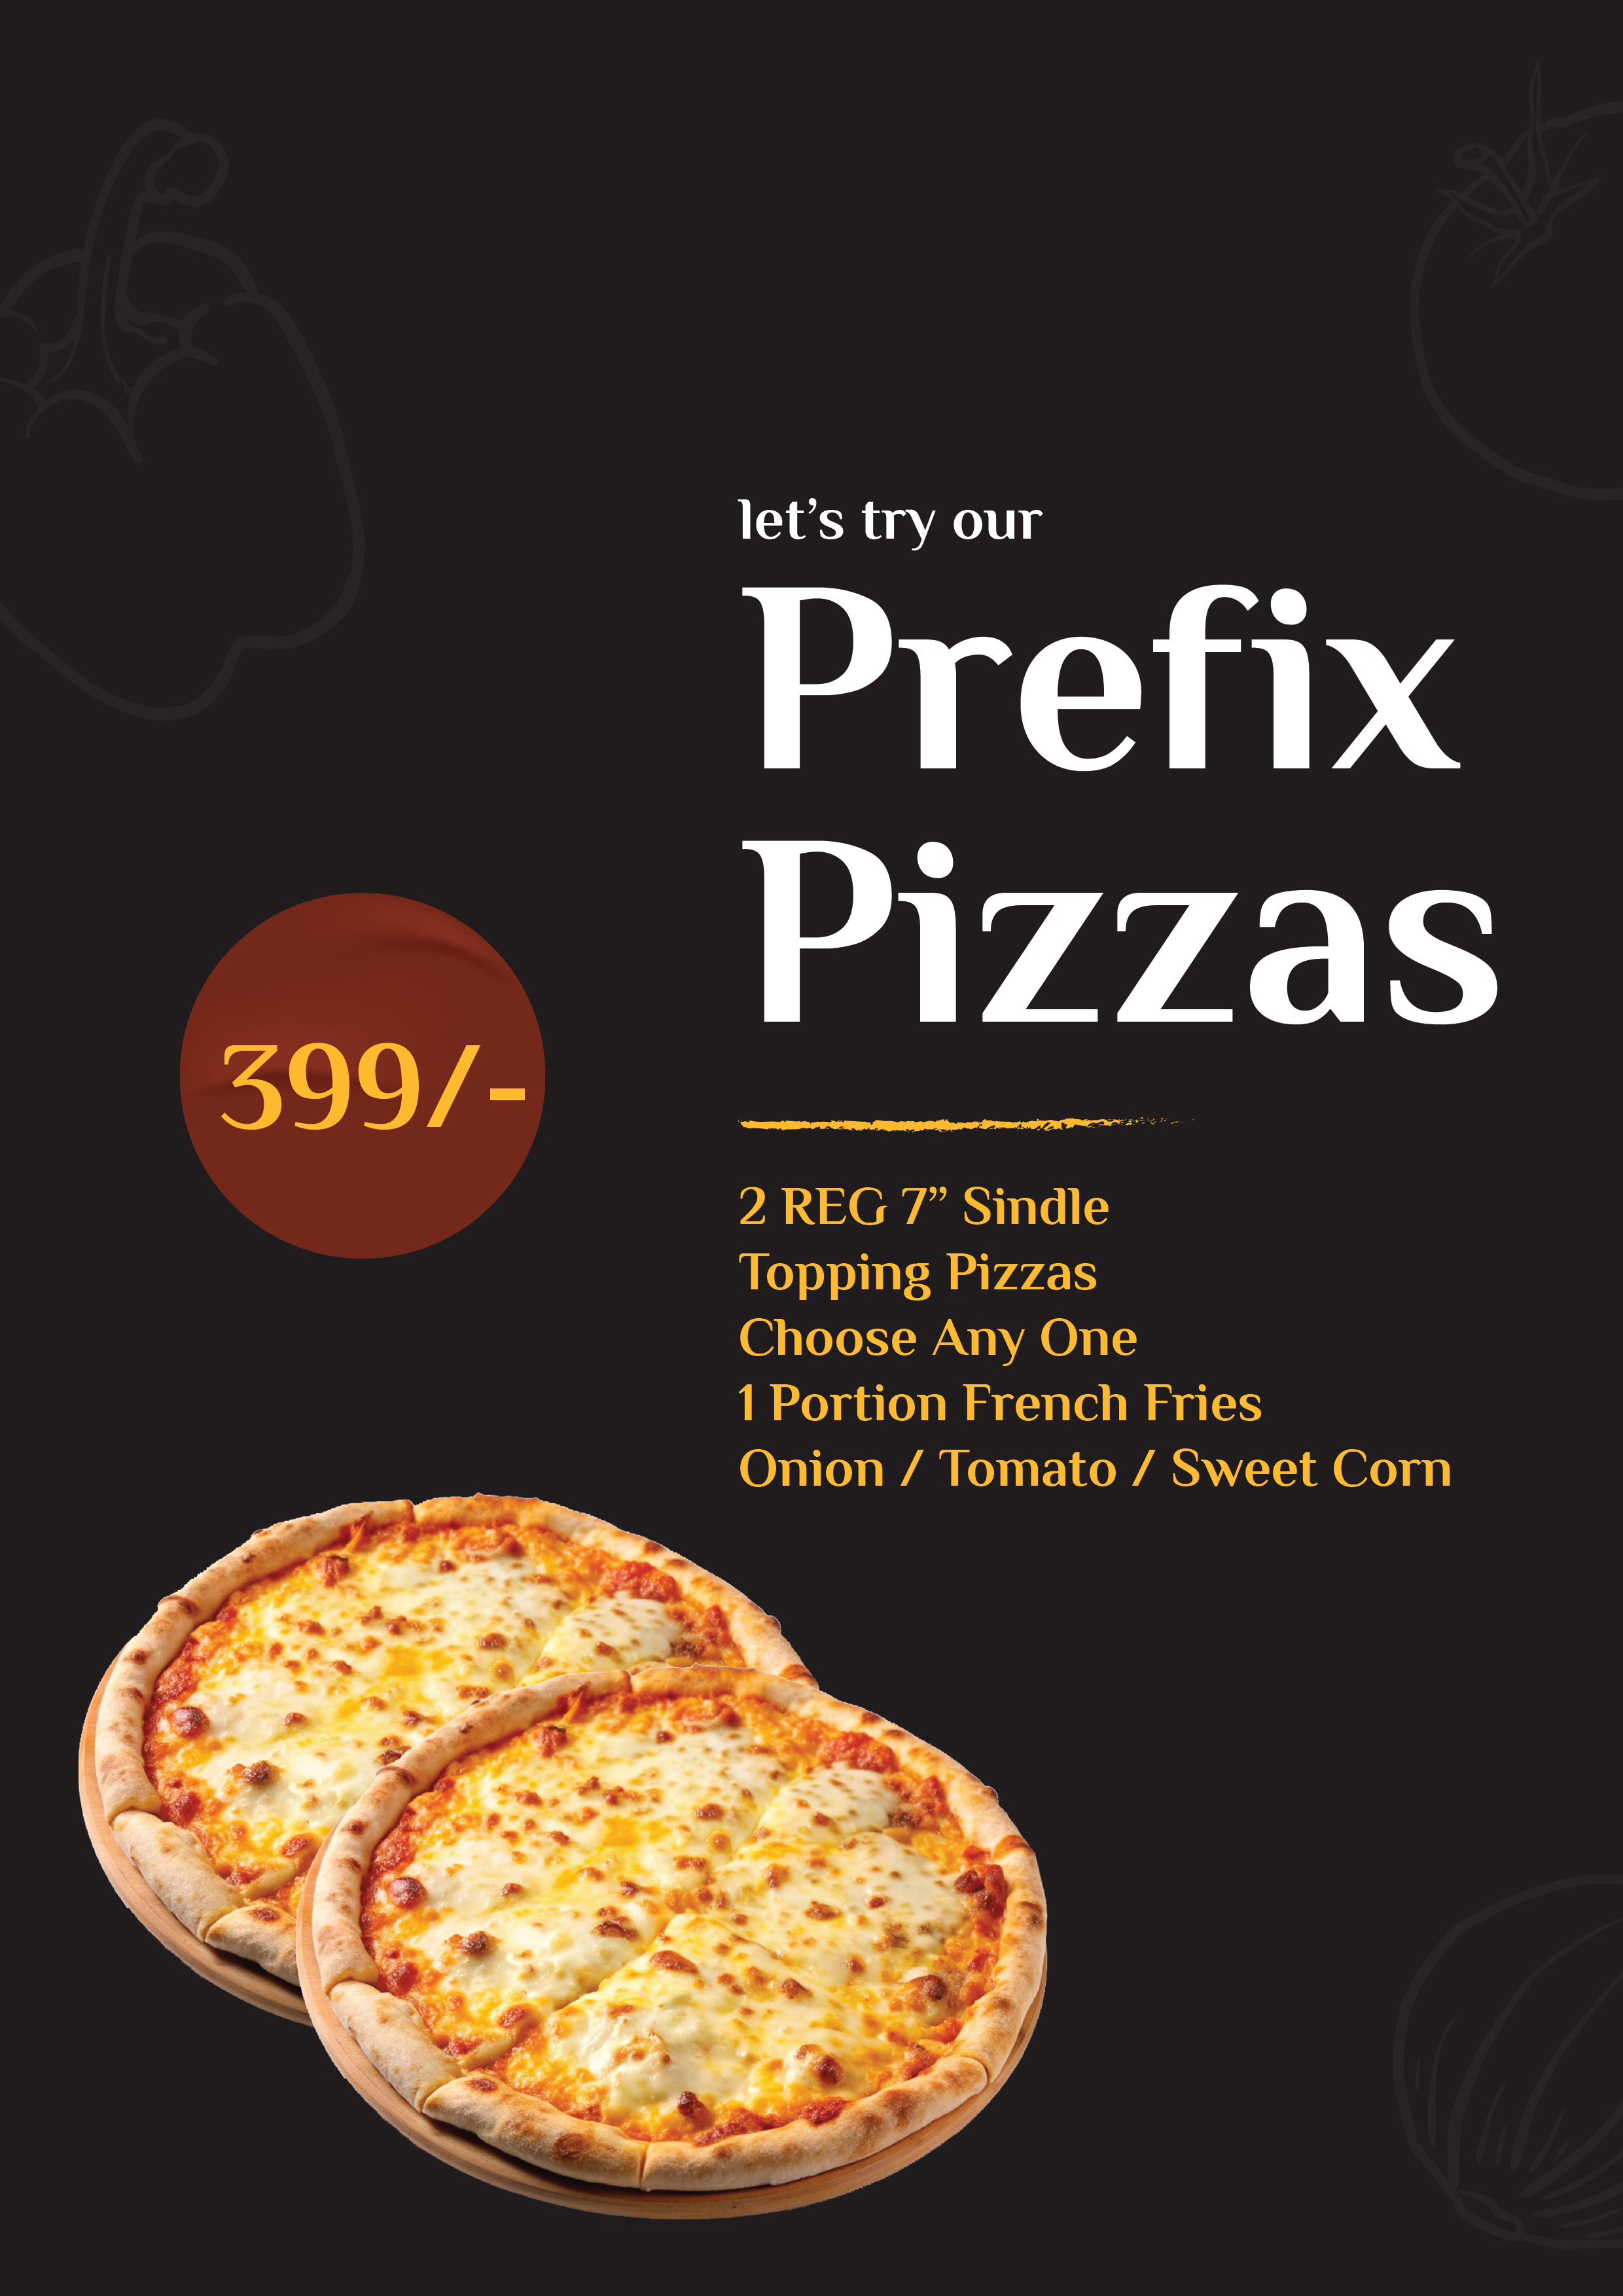 let’s try our
Prefix
Pizzas
399/-
2 REG 7” Sindle
Topping Pizzas
Choose Any One
1 Portion French Fries
Onion / Tomato / Sweet Corn